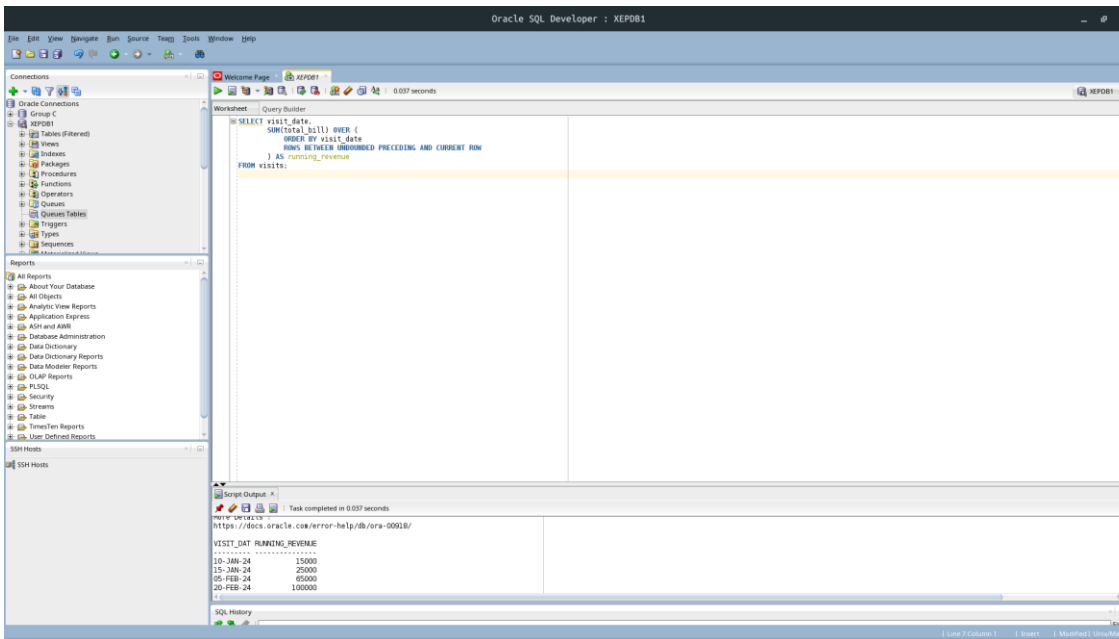 Oracle SQL Developer : XEPDB1
File Edit View Navigate Run Source Team Tools Window Help
Connections
Oracle Connections
Group C
XEPDB1
Tables (Filtered)
Views
Indexes
Packages
Procedures
Functions
Operators
Queues
Queues Tables
Triggers
Types
Sequences
Reports
All Reports
About Your Database
All Objects
Analytic View Reports
Application Express
ASH and AWR
Database Administration
Data Dictionary
Data Dictionary Reports
Data Modeler Reports
OLAP Reports
PLSQL
Security
Streams
Table
TimesTen Reports
User Defined Reports
SSH Hosts
SSH Hosts
Welcome Page XEPDB1
0.037 seconds
XEPDB1
Worksheet Query Builder
SELECT visit_date,
SUM(total_bill) OVER (
ORDER BY visit_date
ROWS BETWEEN UNBOUNDED PRECEDING AND CURRENT ROW
) AS running_revenue
FROM visits;
Script Output
Task completed in 0.037 seconds
More Details :
https://docs.oracle.com/error-help/db/ora-00918/
VISIT_DAT RUNNING_REVENUE
--------- ---------------
10-JAN-24 15000
15-JAN-24 25000
05-FEB-24 65000
20-FEB-24 100000
SQL History
Line 7 Column 1 Insert Modified